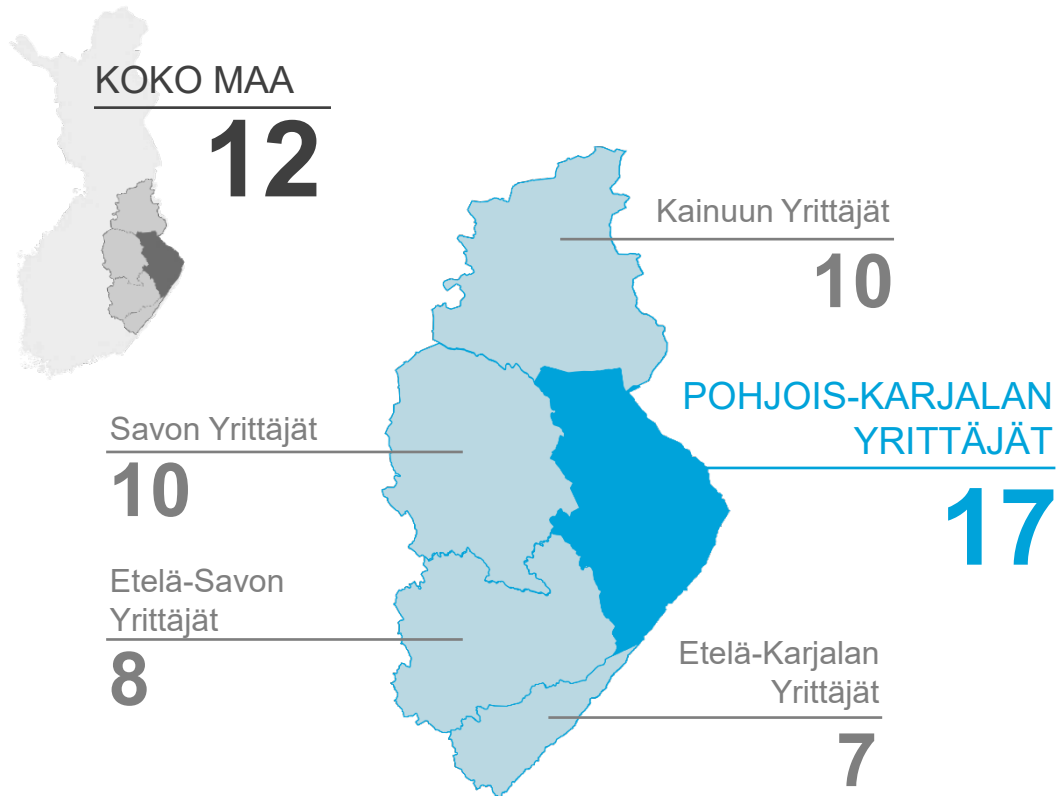 KOKO MAA
12
Kainuun Yrittäjät
10
POHJOIS-KARJALAN
YRITTÄJÄT
17
Savon Yrittäjät
10
Etelä-Savon
Yrittäjät
8
Etelä-Karjalan
Yrittäjät
7